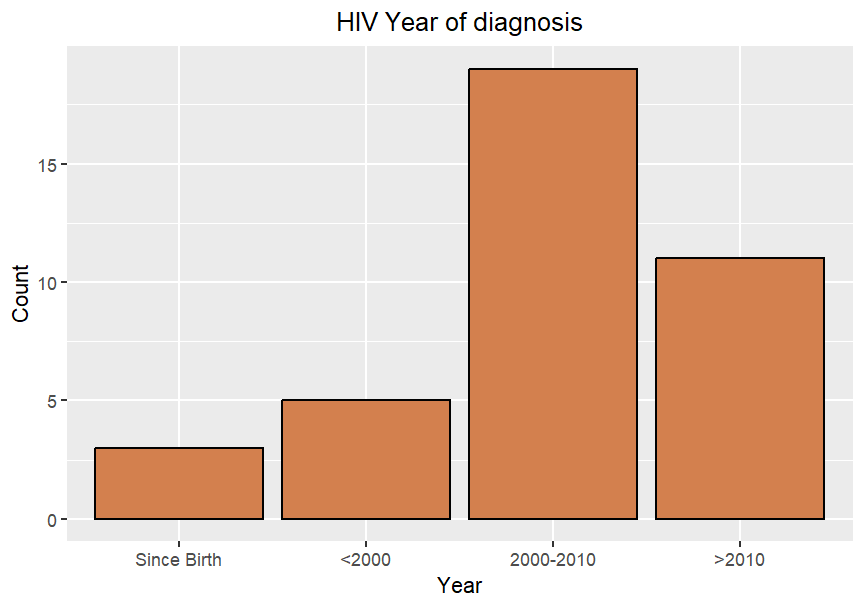 HIV Year of diagnosis
Count
15
10
5
0
Since Birth
<2000
2000-2010
>2010
Year